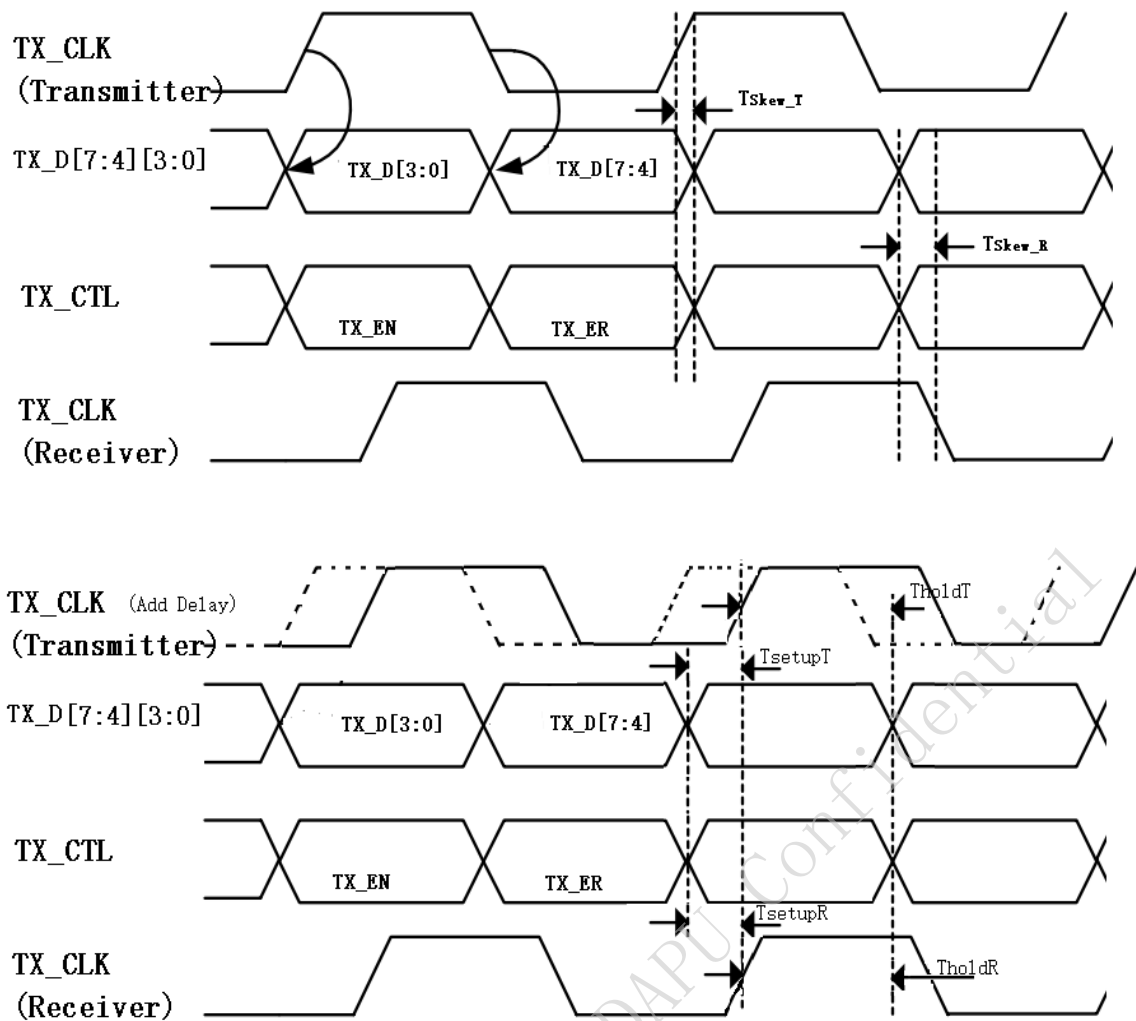 TX_CLK
(Transmitter)
Tskew_T
TX_D[7:4][3:0]
TX_D[3:0]
TX_D[7:4]
Tskew_R
TX_CTL
TX_EN
TX_ER
TX_CLK
(Receiver)
TX_CLK (Add Delay)
(Transmitter)
TholdT
TsetupT
TX_D[7:4][3:0]
TX_D[3:0]
TX_D[7:4]
TX_CTL
TX_EN
TX_ER
TsetupR
TX_CLK
(Receiver)
TholdR
DAPU Confidential